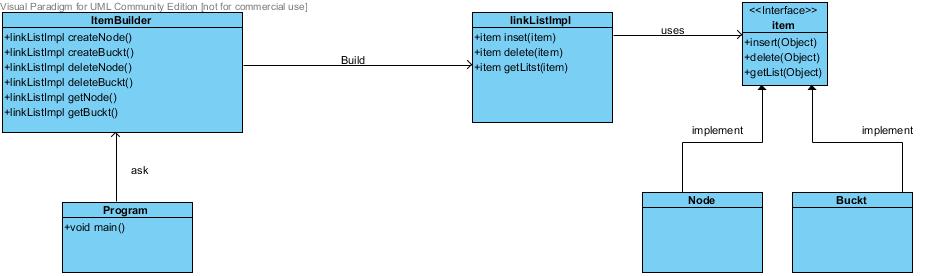 Visual Paradigm for UML Community Edition [not for commercial use]
ItemBuilder
+linkListImpl createNode()
+linkListImpl createBuckt()
+linkListImpl deleteNode()
+linkListImpl deleteBuckt()
+linkListImpl getNode()
+linkListImpl getBuckt()
Build
linkListImpl
+item inset(item)
+item delete(item)
+item getLitst(item)
uses
<<Interface>>
item
+insert(Object)
+delete(Object)
+getList(Object)
implement
implement
ask
Program
+void main()
Node
Buckt